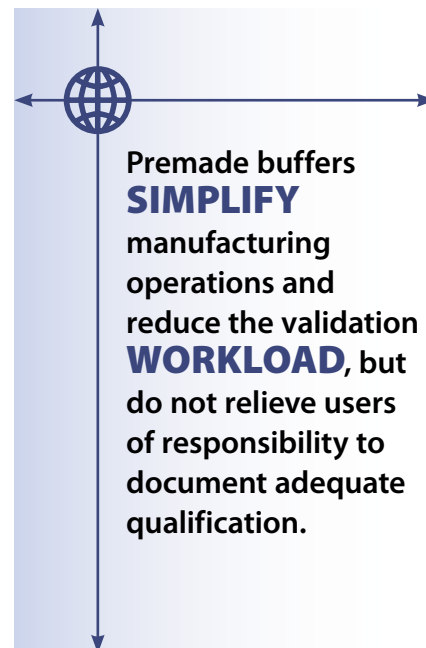 Premade buffers
SIMPLIFY
manufacturing
operations and
reduce the validation
WORKLOAD, but
do not relieve users
of responsibility to
document adequate
qualification.